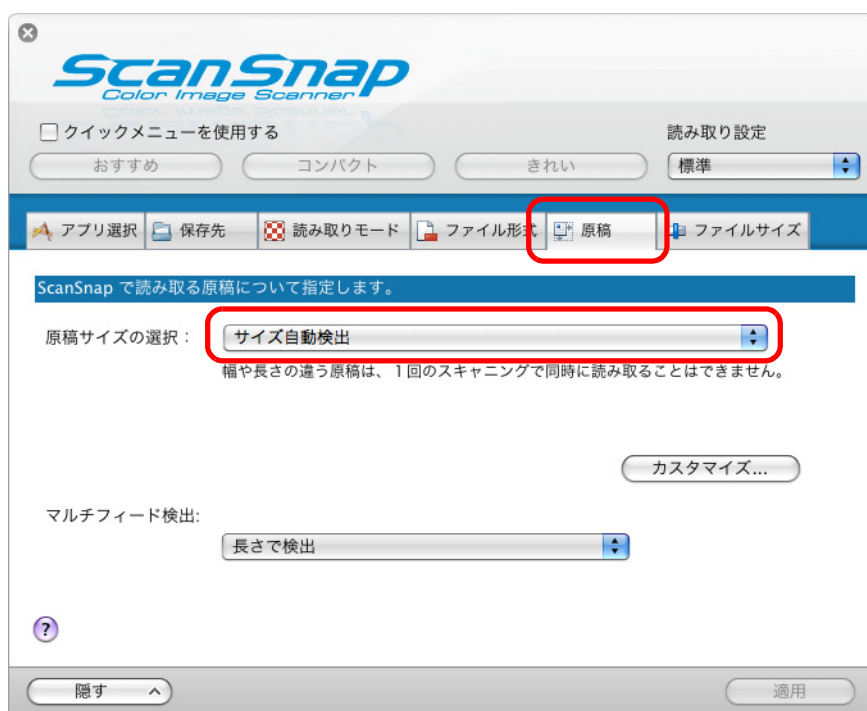 ScanSnap
Color Image Scanner
クイックメニューを使用する
読み取り設定
おすすめ コンパクト きれい 標準
アプリ選択 保存先 読み取りモード ファイル形式 原稿 ファイルサイズ
ScanSnap で読み取る原稿について指定します。
原稿サイズの選択： サイズ自動検出
幅や長さの違う原稿は、1回のスキャニングで同時に読み取ることはできません。
カスタマイズ...
マルチフィード検出:
長さで検出
?
隠す 適用